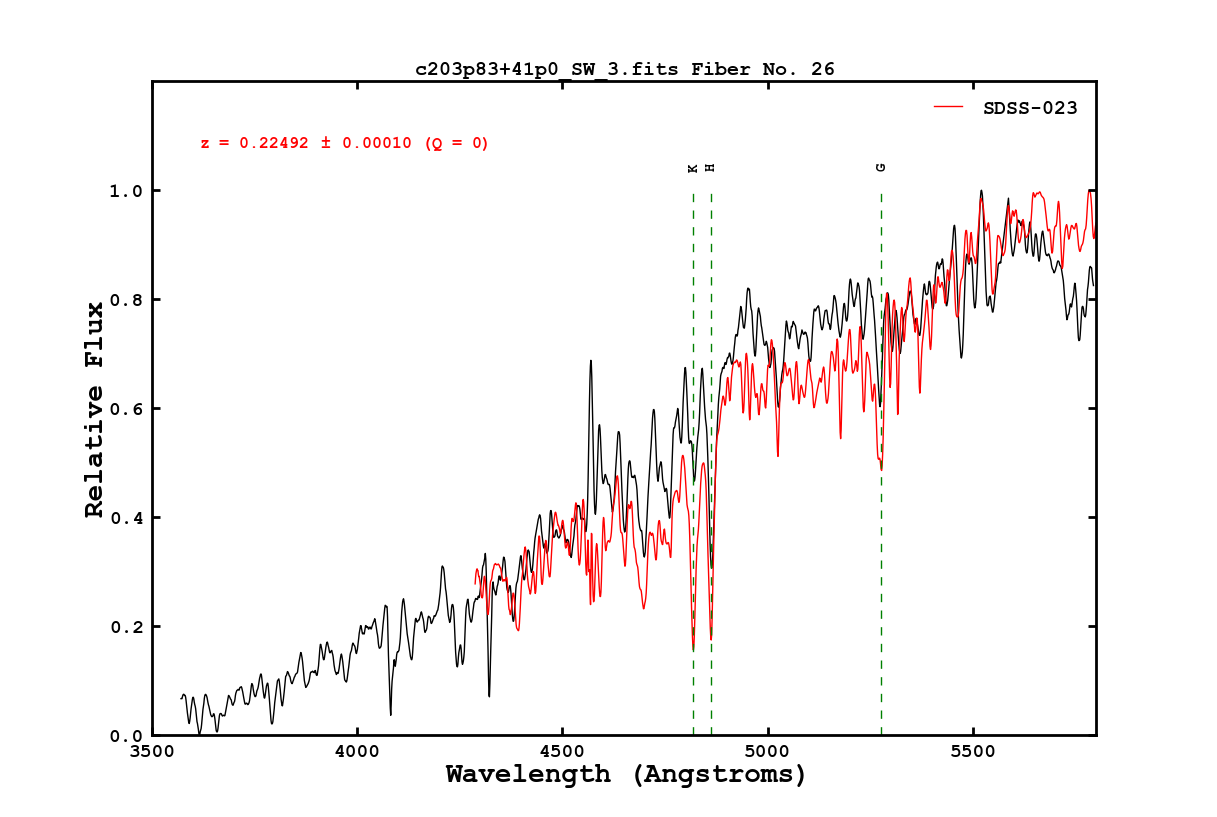 c203p83+41p0_SW_3.fits Fiber No. 26
SDSS-023
z = 0.22492 ± 0.00010 (Q = 0)
K H G
1.0
0.8
0.6
0.4
0.2
0.0
Relative Flux
3500 4000 4500 5000 5500
Wavelength (Angstroms)